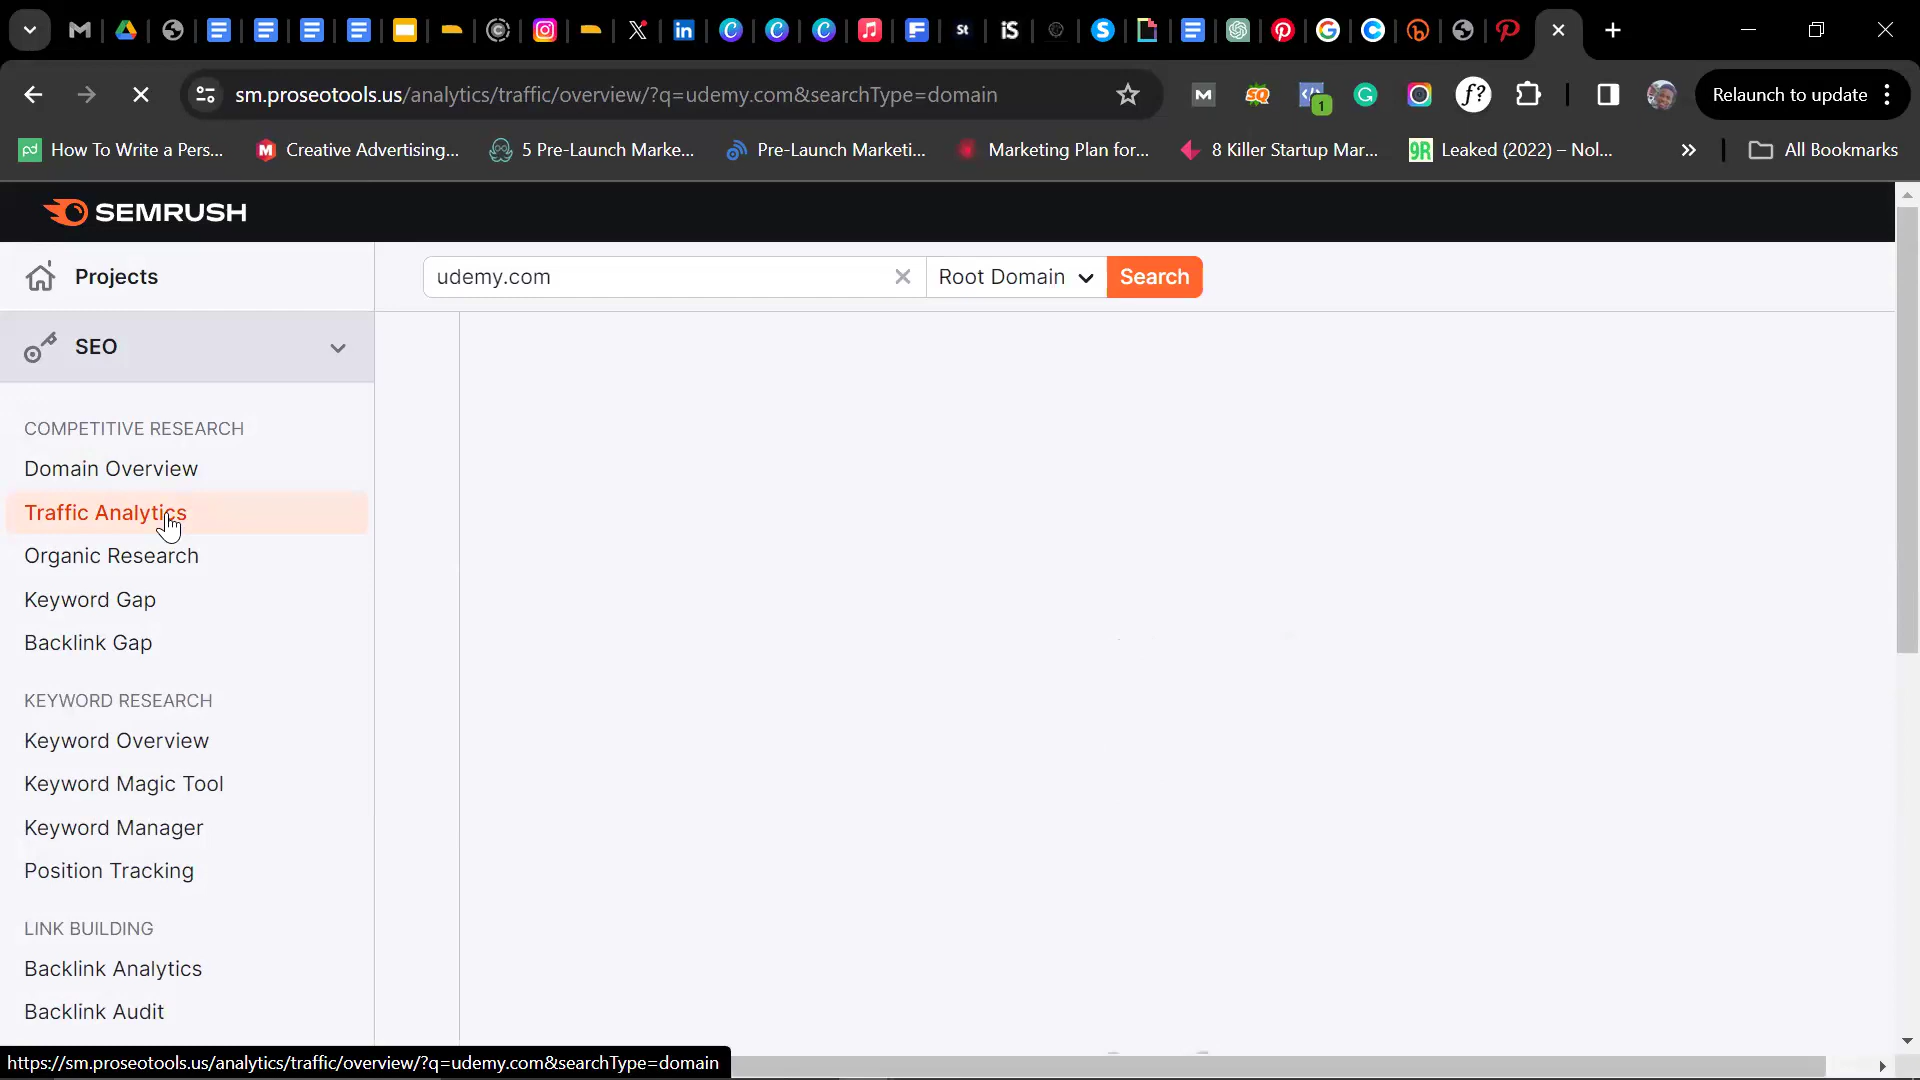 sm.proseotools.us/analytics/traffic/overview/?q=udemy.com&searchType=domain
1
f?
Relaunch to update
How To Write a Pers...
Creative Advertising...
5 Pre-Launch Marke...
Pre-Launch Marketi...
Marketing Plan for...
8 Killer Startup Mar...
Leaked (2022) – Nol...
All Bookmarks
SEMRUSH
Projects
udemy.com
Root Domain
Search
SEO
COMPETITIVE RESEARCH
Domain Overview
Traffic Analytics
Organic Research
Keyword Gap
Backlink Gap
KEYWORD RESEARCH
Keyword Overview
Keyword Magic Tool
Keyword Manager
Position Tracking
LINK BUILDING
Backlink Analytics
Backlink Audit
https://sm.proseotools.us/analytics/traffic/overview/?q=udemy.com&searchType=domain